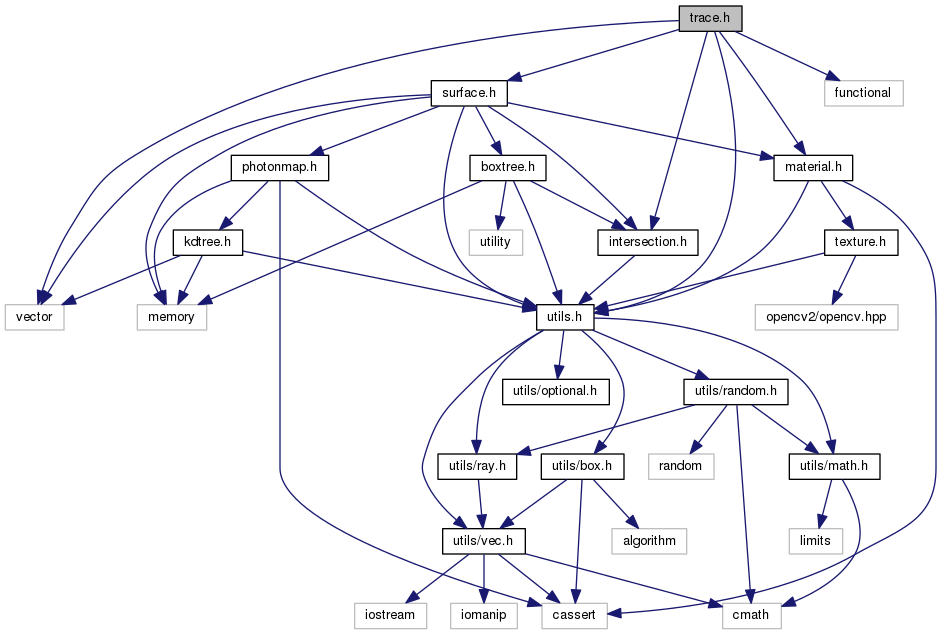 trace.h
surface.h
functional
photonmap.h
boxtree.h
material.h
kdtree.h
utility
intersection.h
texture.h
vector
memory
utils.h
opencv2/opencv.hpp
utils/optional.h
utils/random.h
utils/ray.h
utils/box.h
random
utils/math.h
utils/vec.h
algorithm
limits
iostream
iomanip
cassert
cmath